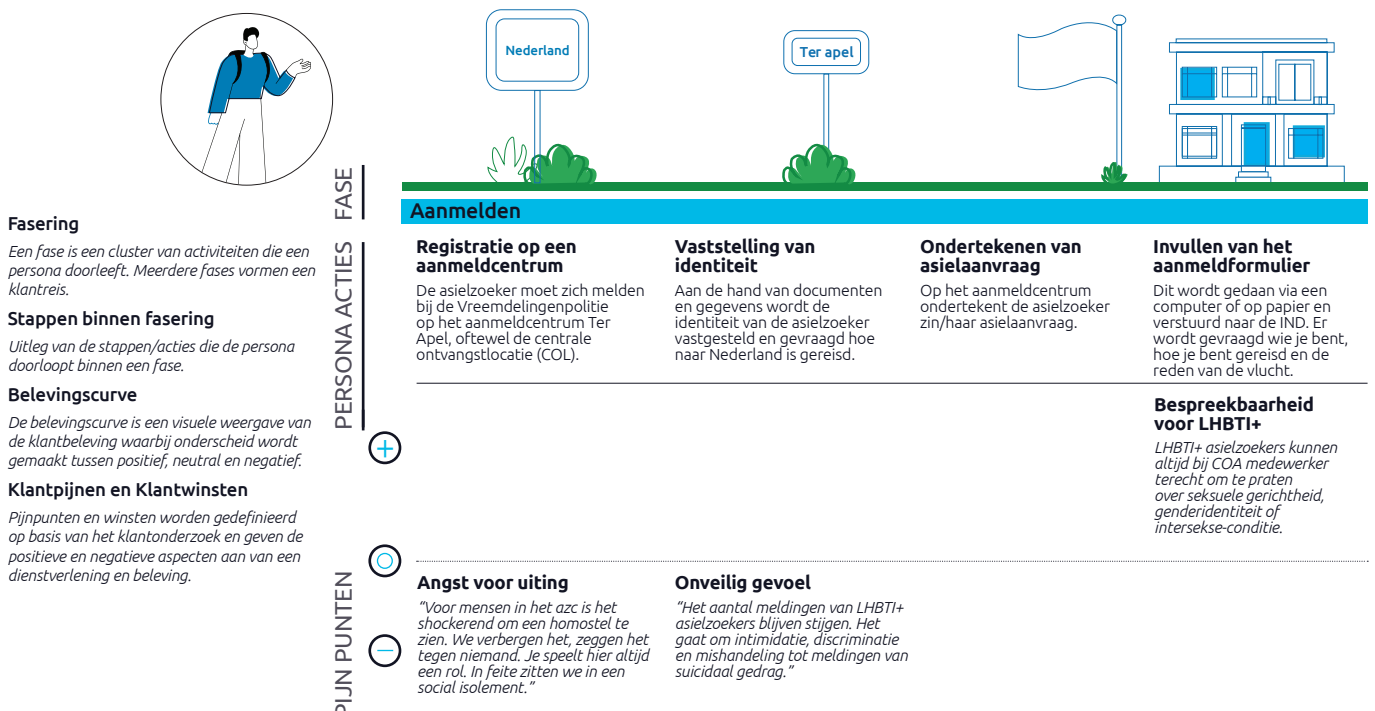 Nederland
Ter apel
FASE
Aanmelden
Fasering
Een fase is een cluster van activiteiten die een
persona doorleeft. Meerdere fases vormen een
klantreis.
Stappen binnen fasering
Uitleg van de stappen/acties die de persona
doorloopt binnen een fase.
Belevingscurve
De belevingscurve is een visuele weergave van
de klantbeleving waarbij onderscheid wordt
gemaakt tussen positief, neutral en negatief.
Klantpijnen en Klantwinsten
Pijnpunten en winsten worden gedefinieerd
op basis van het klantonderzoek en geven de
positieve en negatieve aspecten aan van een
dienstverlening en beleving.
PERSONA ACTIES
Registratie op een
aanmeldcentrum
De asielzoeker moet zich melden
bij de Vreemdelingenpolitie
op het aanmeldcentrum Ter
Apel, oftewel de centrale
ontvangstlocatie (COL).
Vaststelling van
identiteit
Aan de hand van documenten
en gegevens wordt de
identiteit van de asielzoeker
vastgesteld en gevraagd hoe
naar Nederland is gereisd.
Ondertekenen van
asielaanvraag
Op het aanmeldcentrum
ondertekent de asielzoeker
zin/haar asielaanvraag.
Invullen van het
aanmeldformulier
Dit wordt gedaan via een
computer of op papier en
verstuurd naar de IND. Er
wordt gevraagd wie je bent,
hoe je bent gereisd en de
reden van de vlucht.
Bespreekbaarheid
voor LHBTI+
LHBTI+ asielzoekers kunnen
altijd bij COA medewerker
terecht om te praten
over seksuele gerichtheid,
genderidentiteit of
intersekse-conditie.
PIJN PUNTEN
Angst voor uiting
“Voor mensen in het azc is het
shockerend om een homostel te
zien. We verbergen het, zeggen het
tegen niemand. Je speelt hier altijd
een rol. In feite zitten we in een
social isolement.”
Onveilig gevoel
“Het aantal meldingen van LHBTI+
asielzoekers blijven stijgen. Het
gaat om intimidatie, discriminatie
en mishandeling tot meldingen van
suicidaal gedrag.”